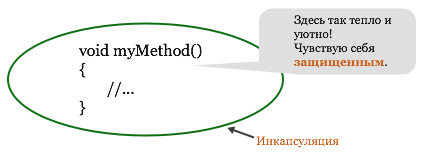 Здесь так тепло и
уютно!
Чувствую себя
защищенным.
void myMethod()
{
//...
}
Инкапсуляция